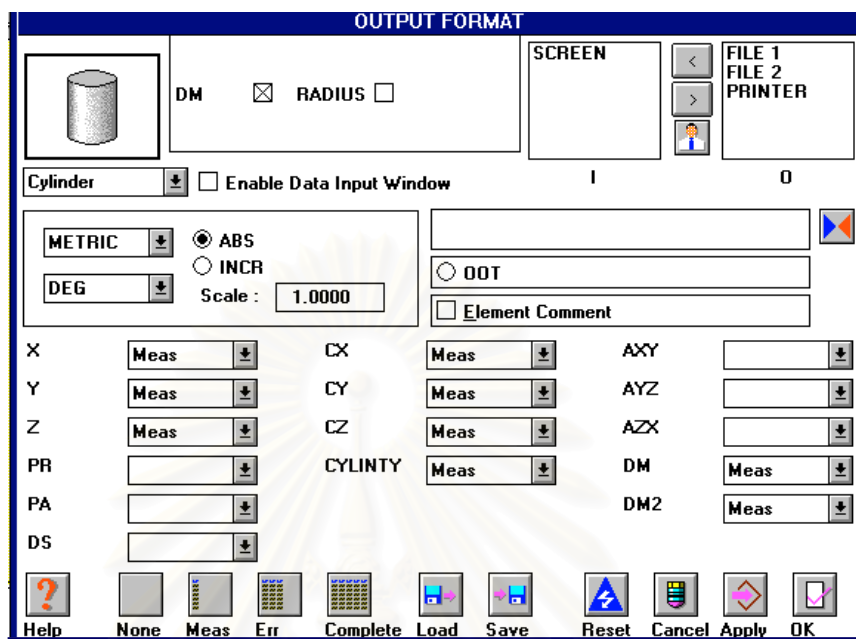 OUTPUT FORMAT
DM RADIUS
SCREEN
<
>
FILE 1
FILE 2
PRINTER
Cylinder Enable Data Input Window I O
METRIC ABS
INCR
DEG Scale : 1.0000
OOT
Element Comment
X Meas CX Meas AXY
Y Meas CY Meas AYZ
Z Meas CZ Meas AZX
PR CYLINTY Meas DM Meas
PA DM2 Meas
DS
?
Help None Meas Err Complete Load Save Reset Cancel Apply OK